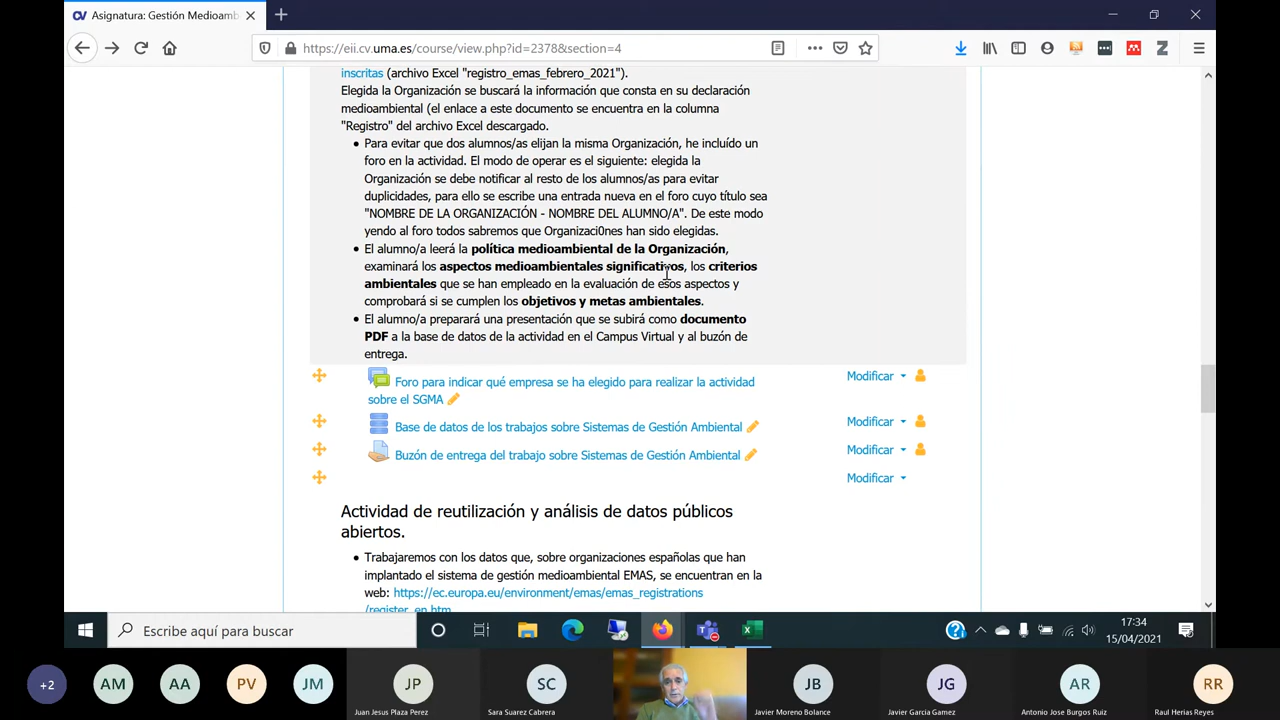 Asignatura: Gestión Medioamb
https://eii.cv.uma.es/course/view.php?id=2378&section=4
inscritas (archivo Excel "registro_emas_febrero_2021").
Elegida la Organización se buscará la información que consta en su declaración
medioambiental (el enlace a este documento se encuentra en la columna
"Registro" del archivo Excel descargado.
Para evitar que dos alumnos/as elijan la misma Organización, he incluído un
foro en la actividad. El modo de operar es el siguiente: elegida la
Organización se debe notificar al resto de los alumnos/as para evitar
duplicidades, para ello se escribe una entrada nueva en el foro cuyo título sea
"NOMBRE DE LA ORGANIZACIÓN - NOMBRE DEL ALUMNO/A". De este modo
yendo al foro todos sabremos que Organizaci0nes han sido elegidas.
El alumno/a leerá la política medioambiental de la Organización,
examinará los aspectos medioambientales significativos, los criterios
ambientales que se han empleado en la evaluación de esos aspectos y
comprobará si se cumplen los objetivos y metas ambientales.
El alumno/a preparará una presentación que se subirá como documento
PDF a la base de datos de la actividad en el Campus Virtual y al buzón de
entrega.
Foro para indicar qué empresa se ha elegido para realizar la actividad
sobre el SGMA
Modificar
Base de datos de los trabajos sobre Sistemas de Gestión Ambiental
Modificar
Buzón de entrega del trabajo sobre Sistemas de Gestión Ambiental
Modificar
Modificar
Actividad de reutilización y análisis de datos públicos
abiertos.
Trabajaremos con los datos que, sobre organizaciones españolas que han
implantado el sistema de gestión medioambiental EMAS, se encuentran en la
web: https://ec.europa.eu/environment/emas/emas_registrations
/register_en.htm
Escribe aquí para buscar
17:34
15/04/2021
+2
AM
AA
PV
JM
JP
Juan Jesus Plaza Perez
SC
Sara Suarez Cabrera
JB
Javier Moreno Bolance
JG
Javier Garcia Gamez
AR
Antonio Jose Burgos Ruiz
RR
Raul Herias Reyes